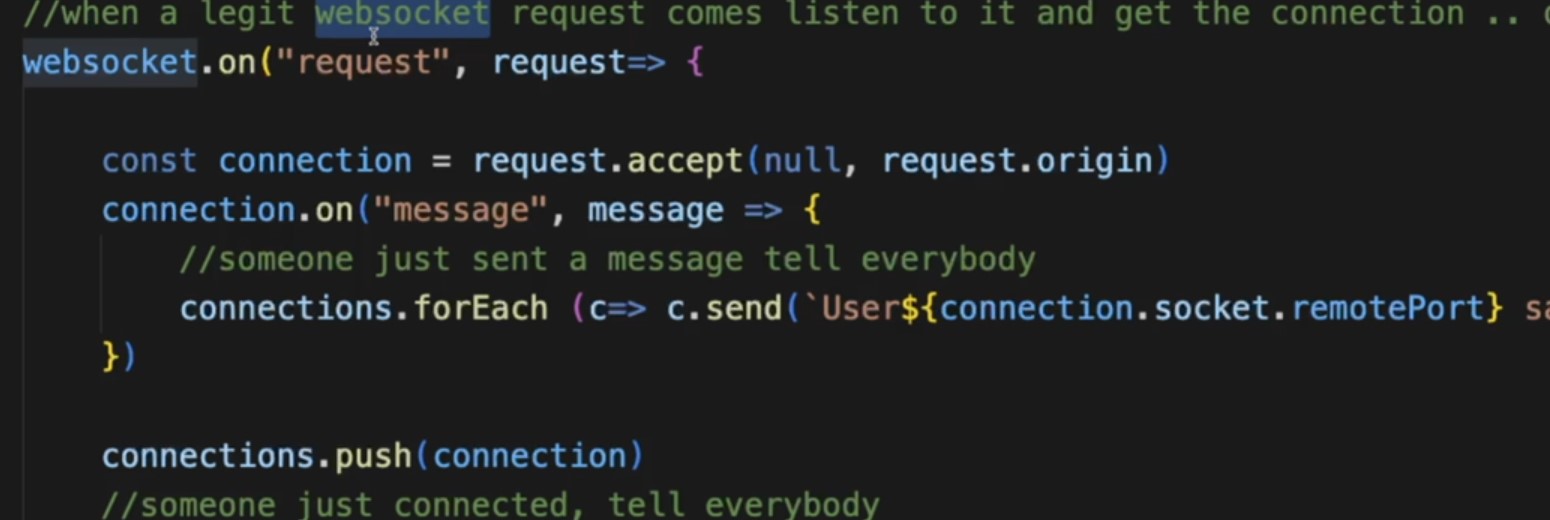 //when a legit websocket request comes listen to it and get the connection ..
websocket.on("request", request=> {
const connection = request.accept(null, request.origin)
connection.on("message", message => {
//someone just sent a message tell everybody
connections.forEach (c=> c.send(`User${connection.socket.remotePort}
})
connections.push(connection)
//someone just connected, tell everybody